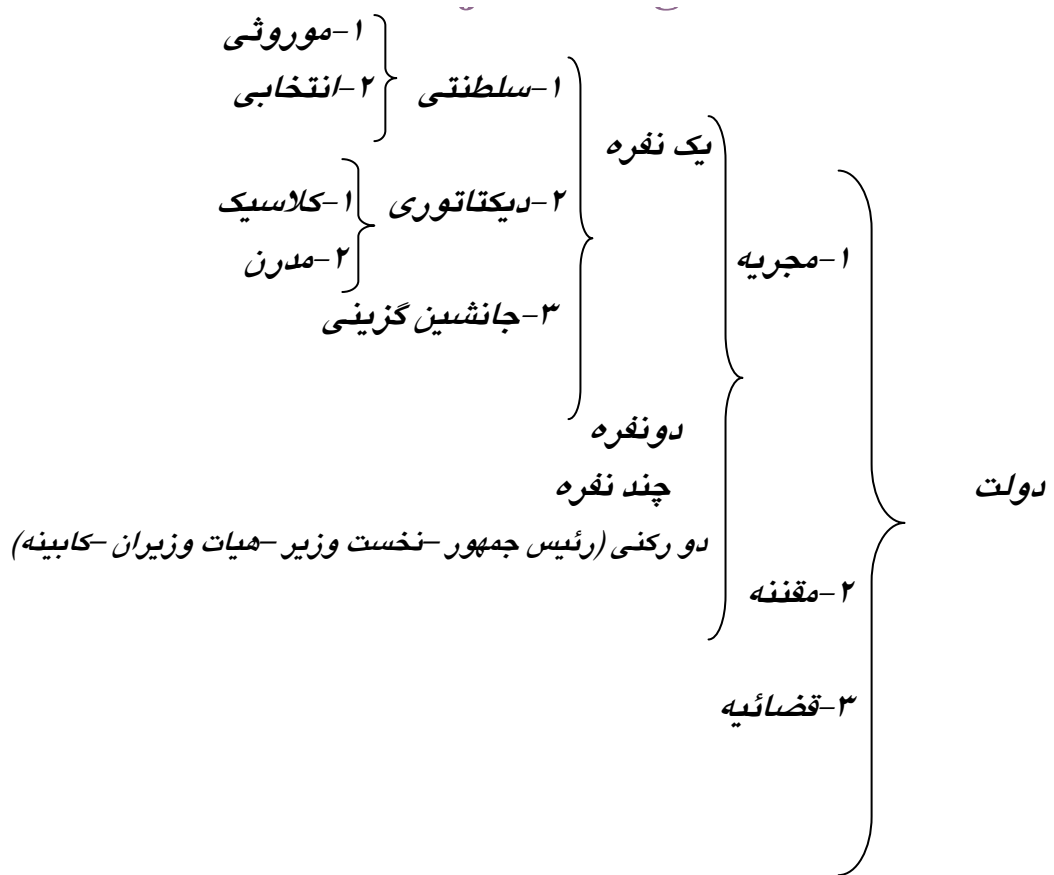 ۱-موروثی
۲-انتخابی
۱-سلطنتی
یک نفره
۲-دیکتاتوری
۱-کلاسیک
۲-مدرن
۱-مجریه
۳-جانشین گزینی
دونفره
چند نفره
دولت
دو رکنی (رئیس جمهور –نخست وزیر –هیات وزیران –کابینه)
۲-مقننه
۳-قضائیه